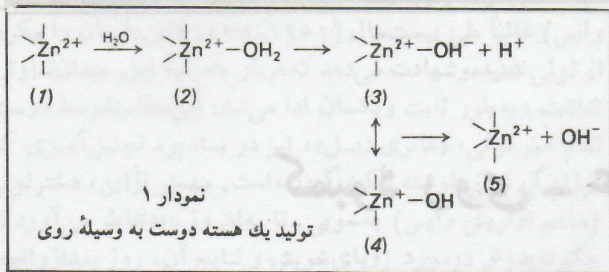 Zn²⁺ —H₂O→ Zn²⁺—OH₂ → Zn²⁺—OH⁻ + H⁺
(1) (2) (3)
↕ → Zn²⁺ + OH⁻
(5)
Zn⁺—OH
(4)
نمودار ۱
تولید یك هسته دوست به وسیله روی